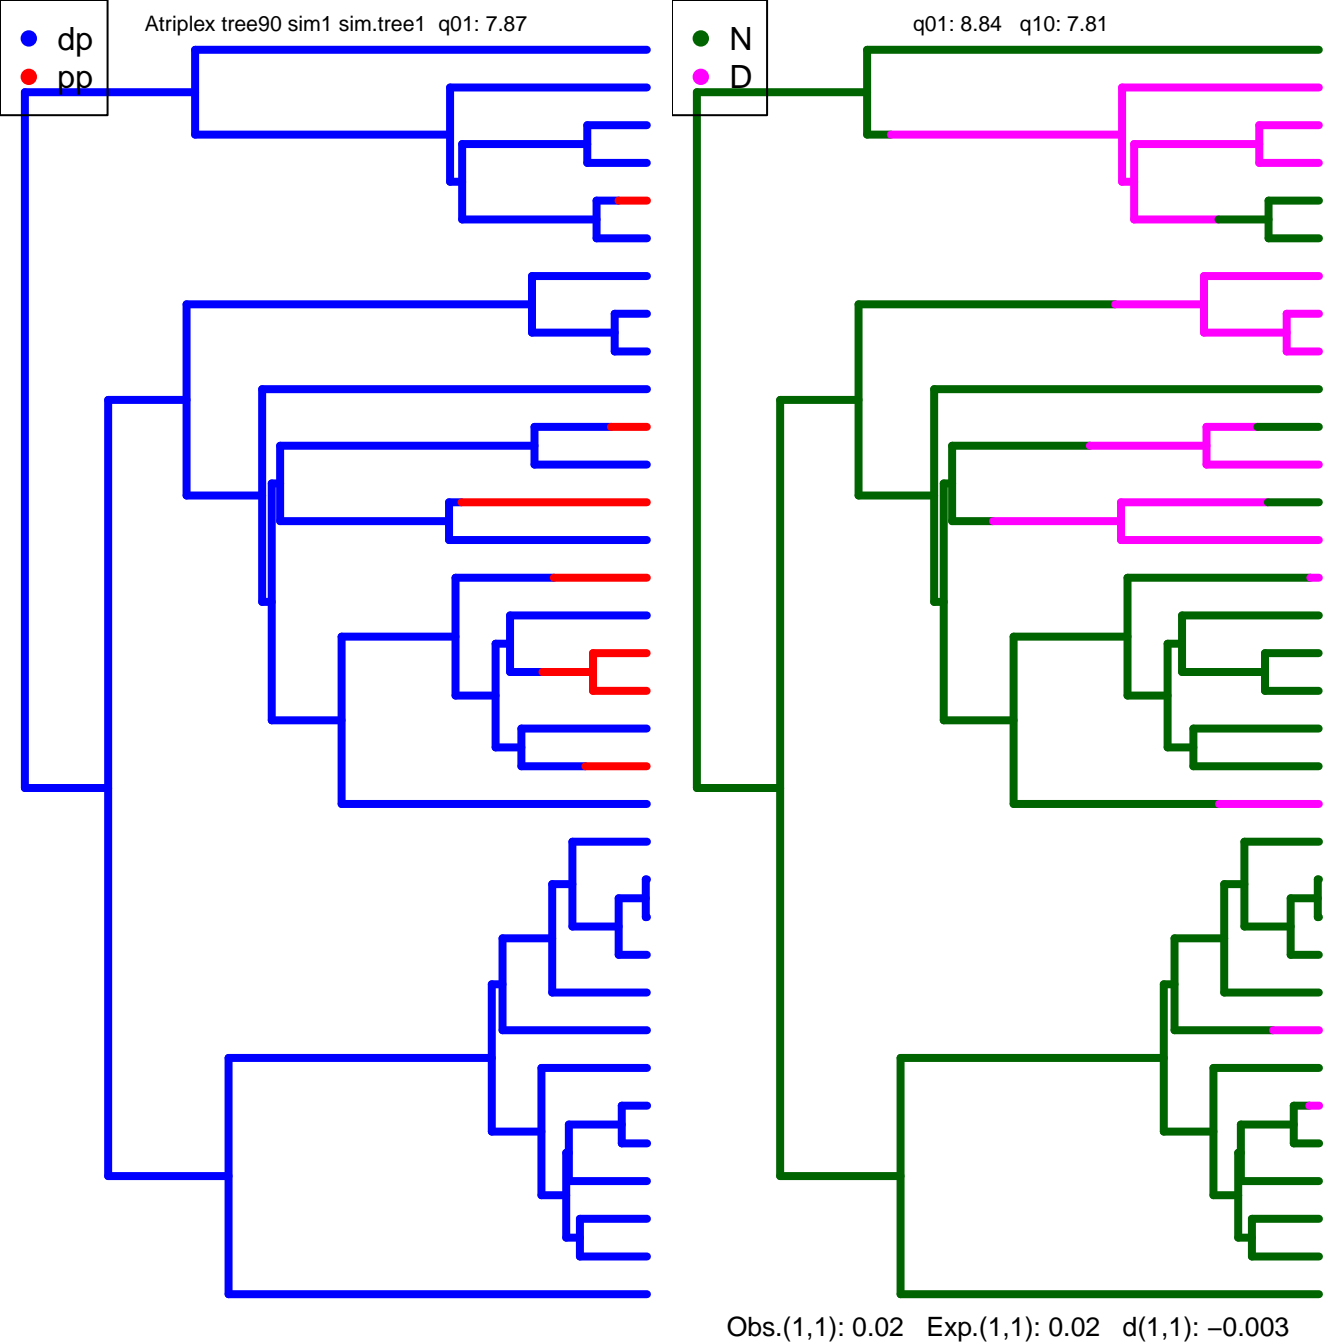 Atriplex tree90 sim1 sim.tree1 q01: 7.87
dp
pp
q01: 8.84 q10: 7.81
N
D
Obs.(1,1): 0.02 Exp.(1,1): 0.02 d(1,1): −0.003